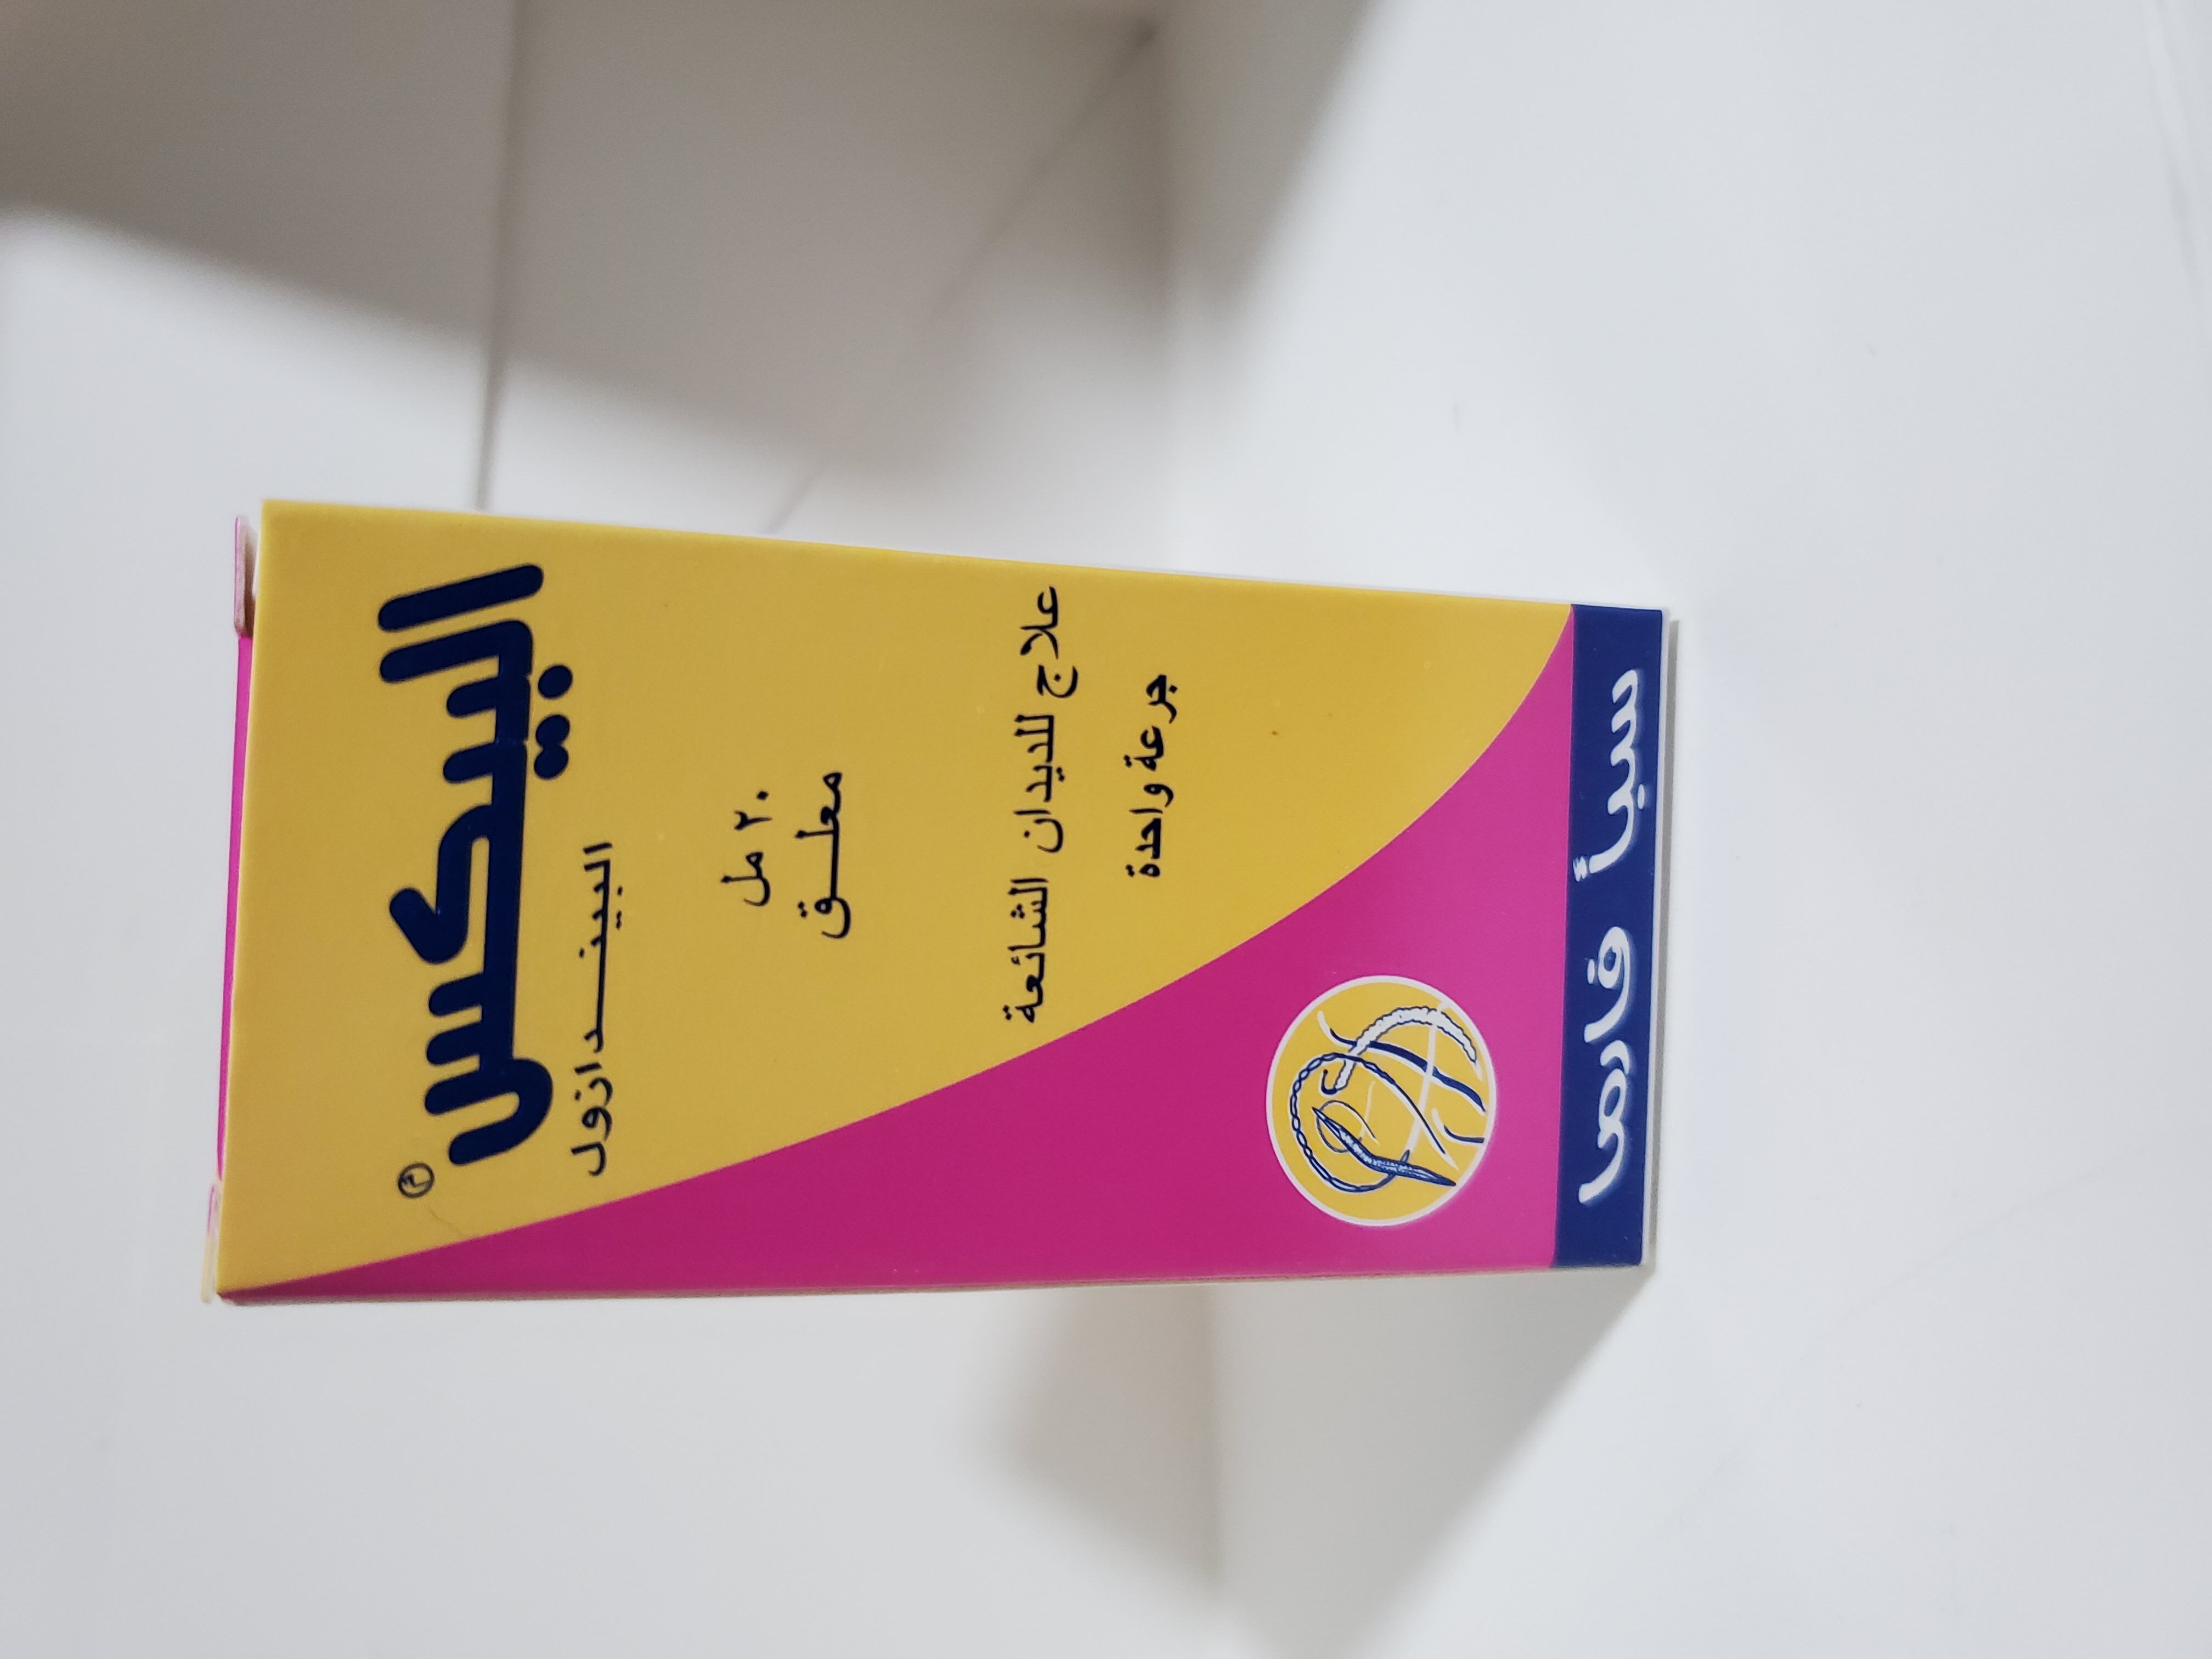 البيكس
البيندازول
٢٠ مل
معلق
علاج للديدان الشائعة
جرعة واحدة
سبأ فارما